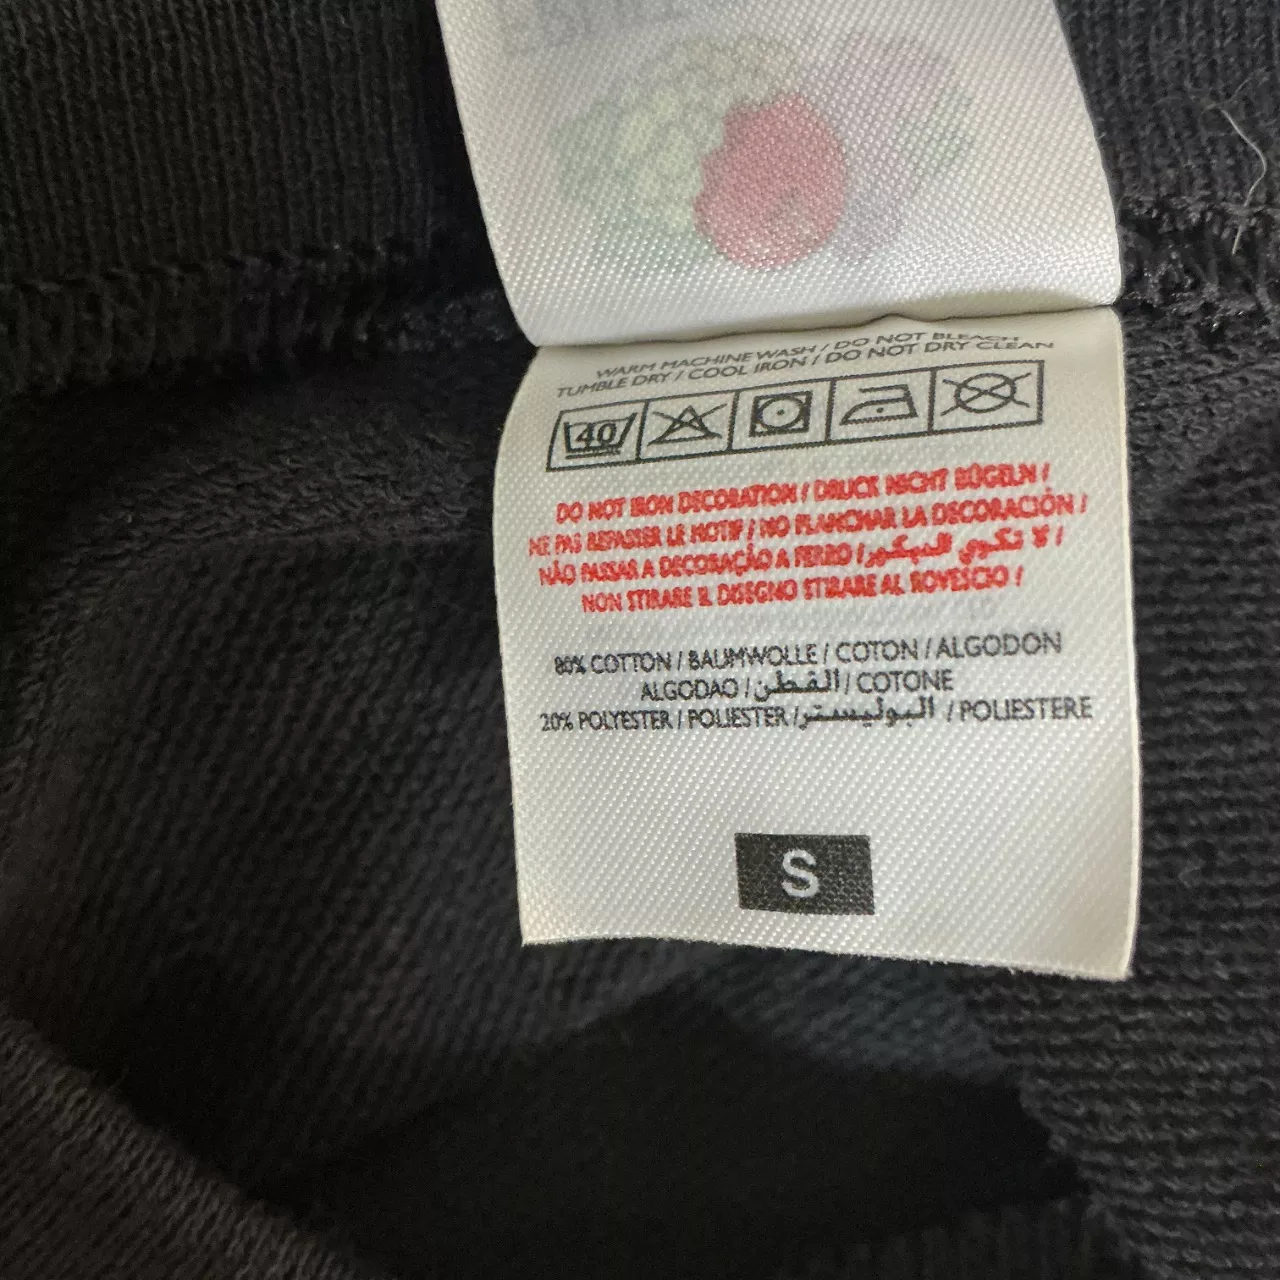 WARM MACHINE WASH / DO NOT BLEACH
TUMBLE DRY / COOL IRON / DO NOT DRY CLEAN
40
DO NOT IRON DECORATION / DRUCK NICHT BÜGELN /
NE PAS REPASSER LE MOTIF / NO PLANCHAR LA DECORACIÓN /
NÃO PASSAR A DECORAÇÃO A FERRO / لا تكوي الديكور /
NON STIRARE IL DISEGNO STIRARE AL ROVESCIO /
80% COTTON / BAUMWOLLE / COTON / ALGODON
ALGODAO / القطن / COTONE
20% POLYESTER / POLIESTER / البوليستر / POLIESTERE
S